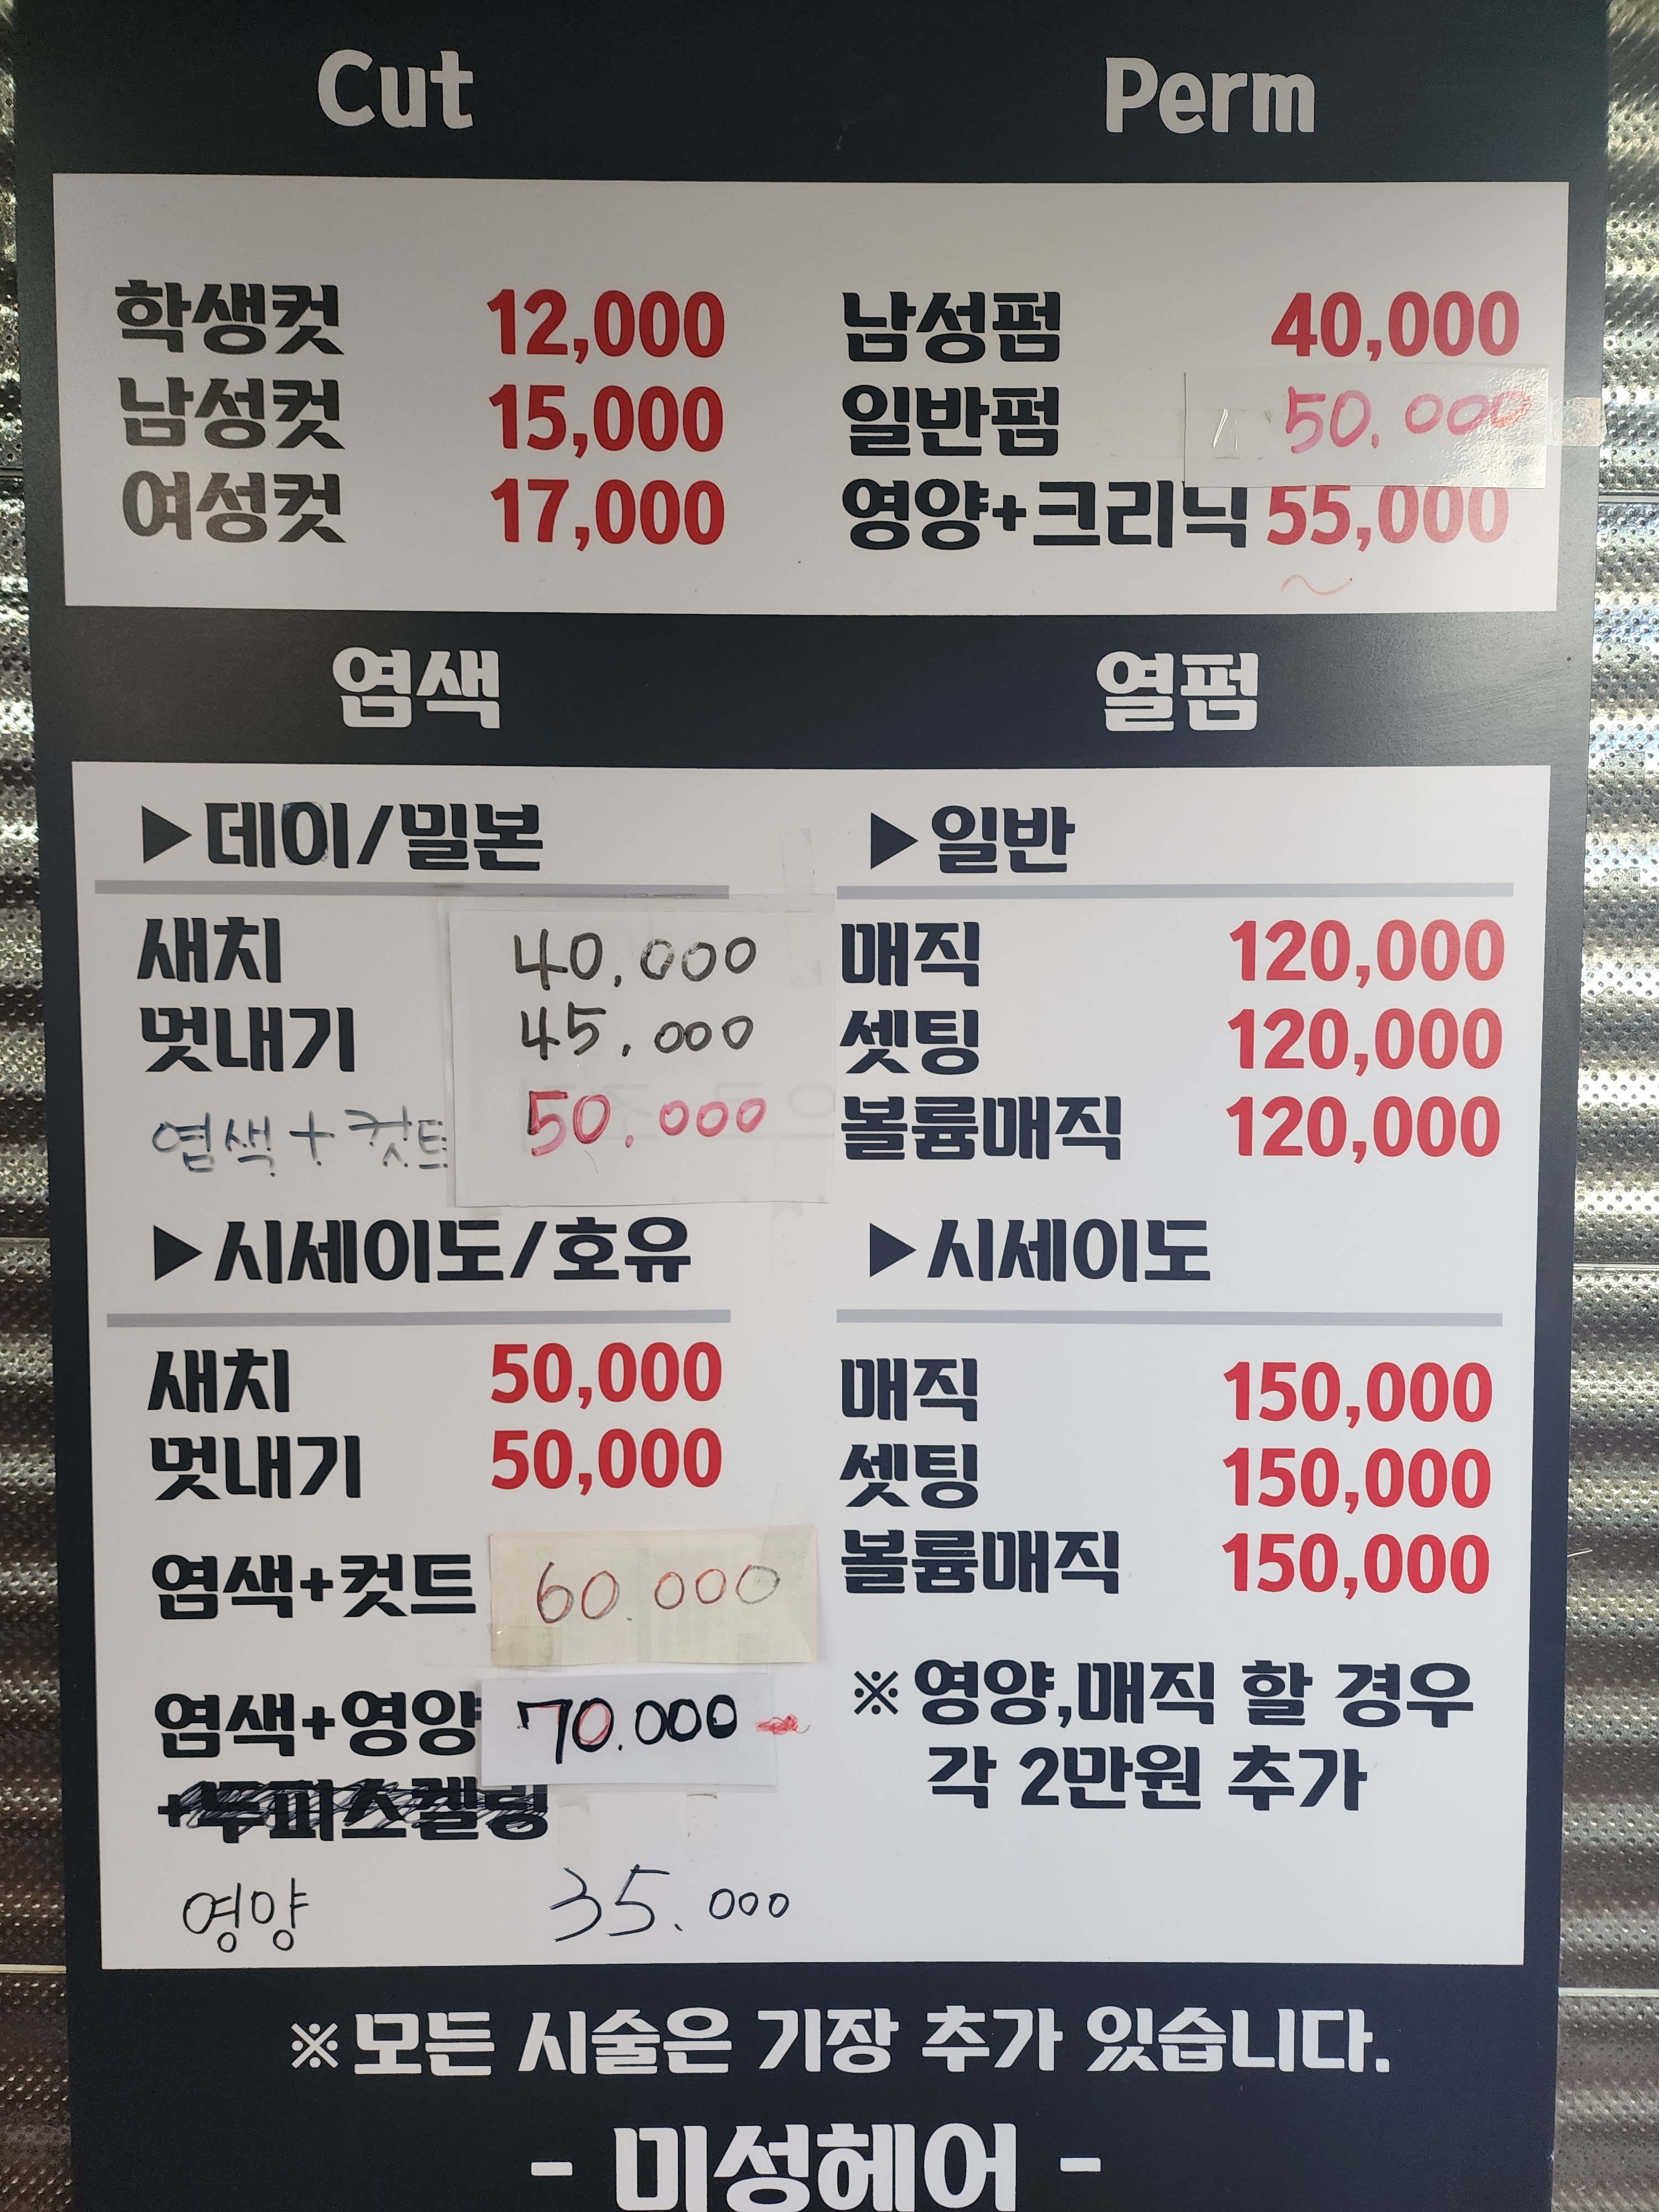 Cut
학생컷 12,000
남성컷 15,000
여성컷 17,000
Perm
남성펌 40,000
일반펌 50.000
영양+크리닉 55,000
염색
▶데이/밀본
새치 40.000
멋내기 45.000
염색+컷트 50.000
▶시세이도/호유
새치 50,000
멋내기 50,000
염색+컷트 60.000
염색+영양 70.000
+두피스켈링
영양 35.000
열펌
▶일반
매직 120,000
셋팅 120,000
볼륨매직 120,000
▶시세이도
매직 150,000
셋팅 150,000
볼륨매직 150,000
※영양,매직 할 경우
각 2만원 추가
※모든 시술은 기장 추가 있습니다.
- 미성헤어 -